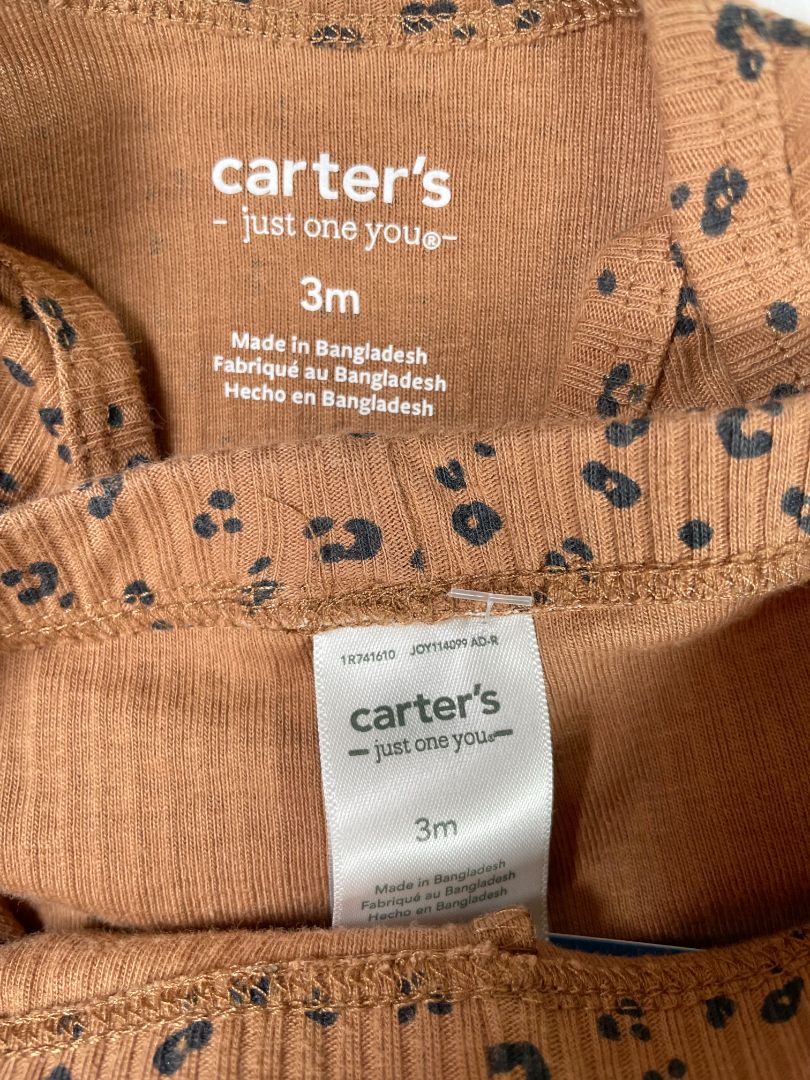 carter's
- just one you®-
3m
Made in Bangladesh
Fabriqué au Bangladesh
Hecho en Bangladesh
1R741610 JOY114099 AD-R
carter's
- just one you®-
3m
Made in Bangladesh
Fabriqué au Bangladesh
Hecho en Bangladesh